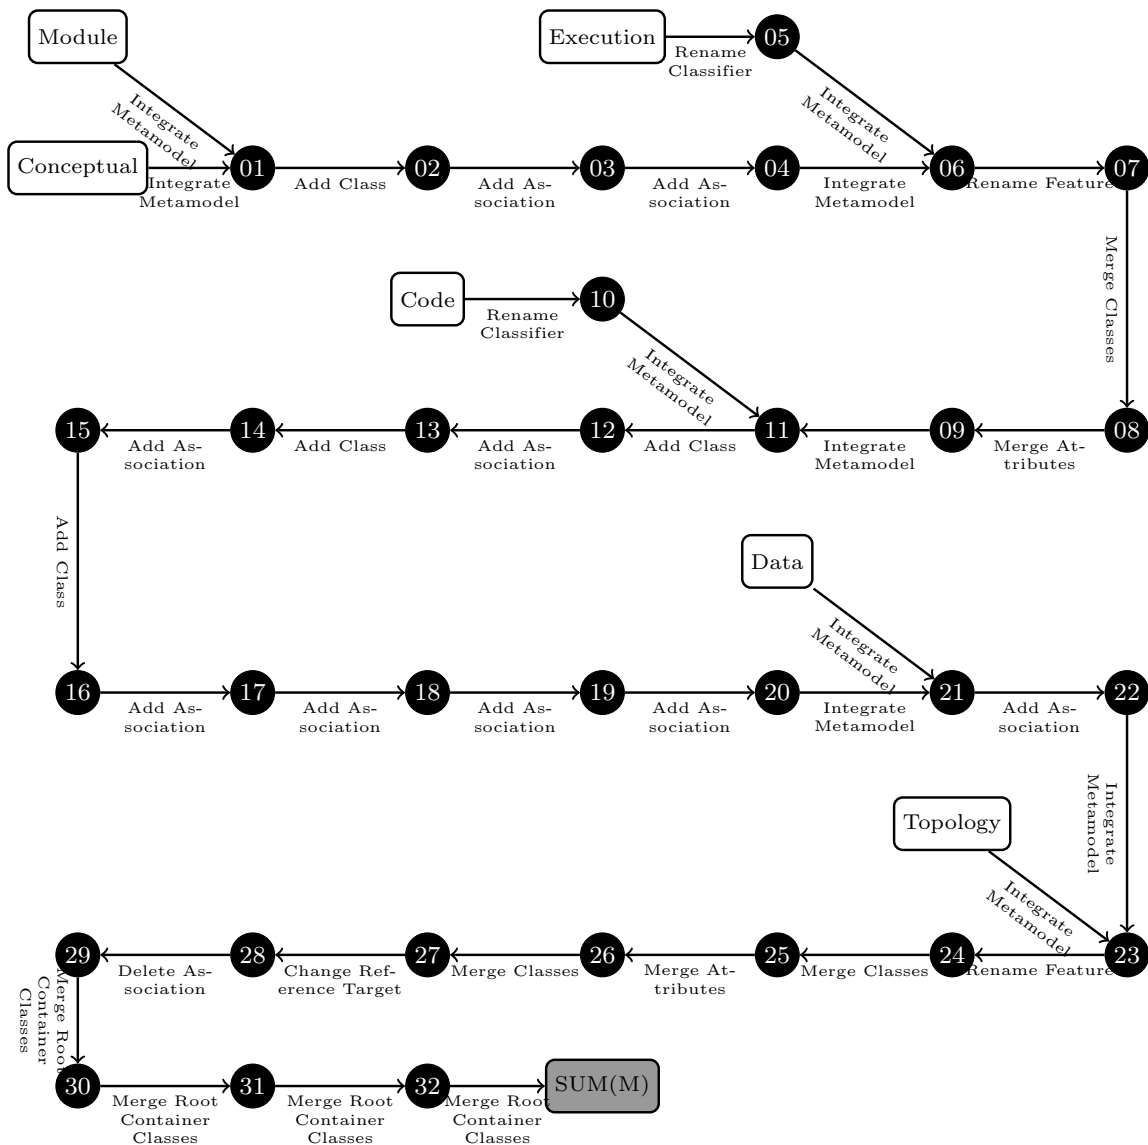 Module
Execution
05
Rename
Classifier
Integrate
Metamodel
Integrate
Metamodel
Conceptual
01
02
03
04
06
07
Integrate
Metamodel
Add Class
Add As-
sociation
Add As-
sociation
Integrate
Metamodel
Rename Feature
Merge Classes
Code
10
Rename
Classifier
Integrate
Metamodel
15
14
13
12
11
09
08
Add As-
sociation
Add Class
Add As-
sociation
Add Class
Integrate
Metamodel
Merge At-
tributes
Add Class
Data
Integrate
Metamodel
16
17
18
19
20
21
22
Add As-
sociation
Add As-
sociation
Add As-
sociation
Add As-
sociation
Integrate
Metamodel
Add As-
sociation
Integrate
Metamodel
Topology
Integrate
Metamodel
29
28
27
26
25
24
23
Delete As-
sociation
Change Ref-
erence Target
Merge Classes
Merge At-
tributes
Merge Classes
Rename Feature
Merge Root
Container
Classes
30
31
32
SUM(M)
Merge Root
Container
Classes
Merge Root
Container
Classes
Merge Root
Container
Classes